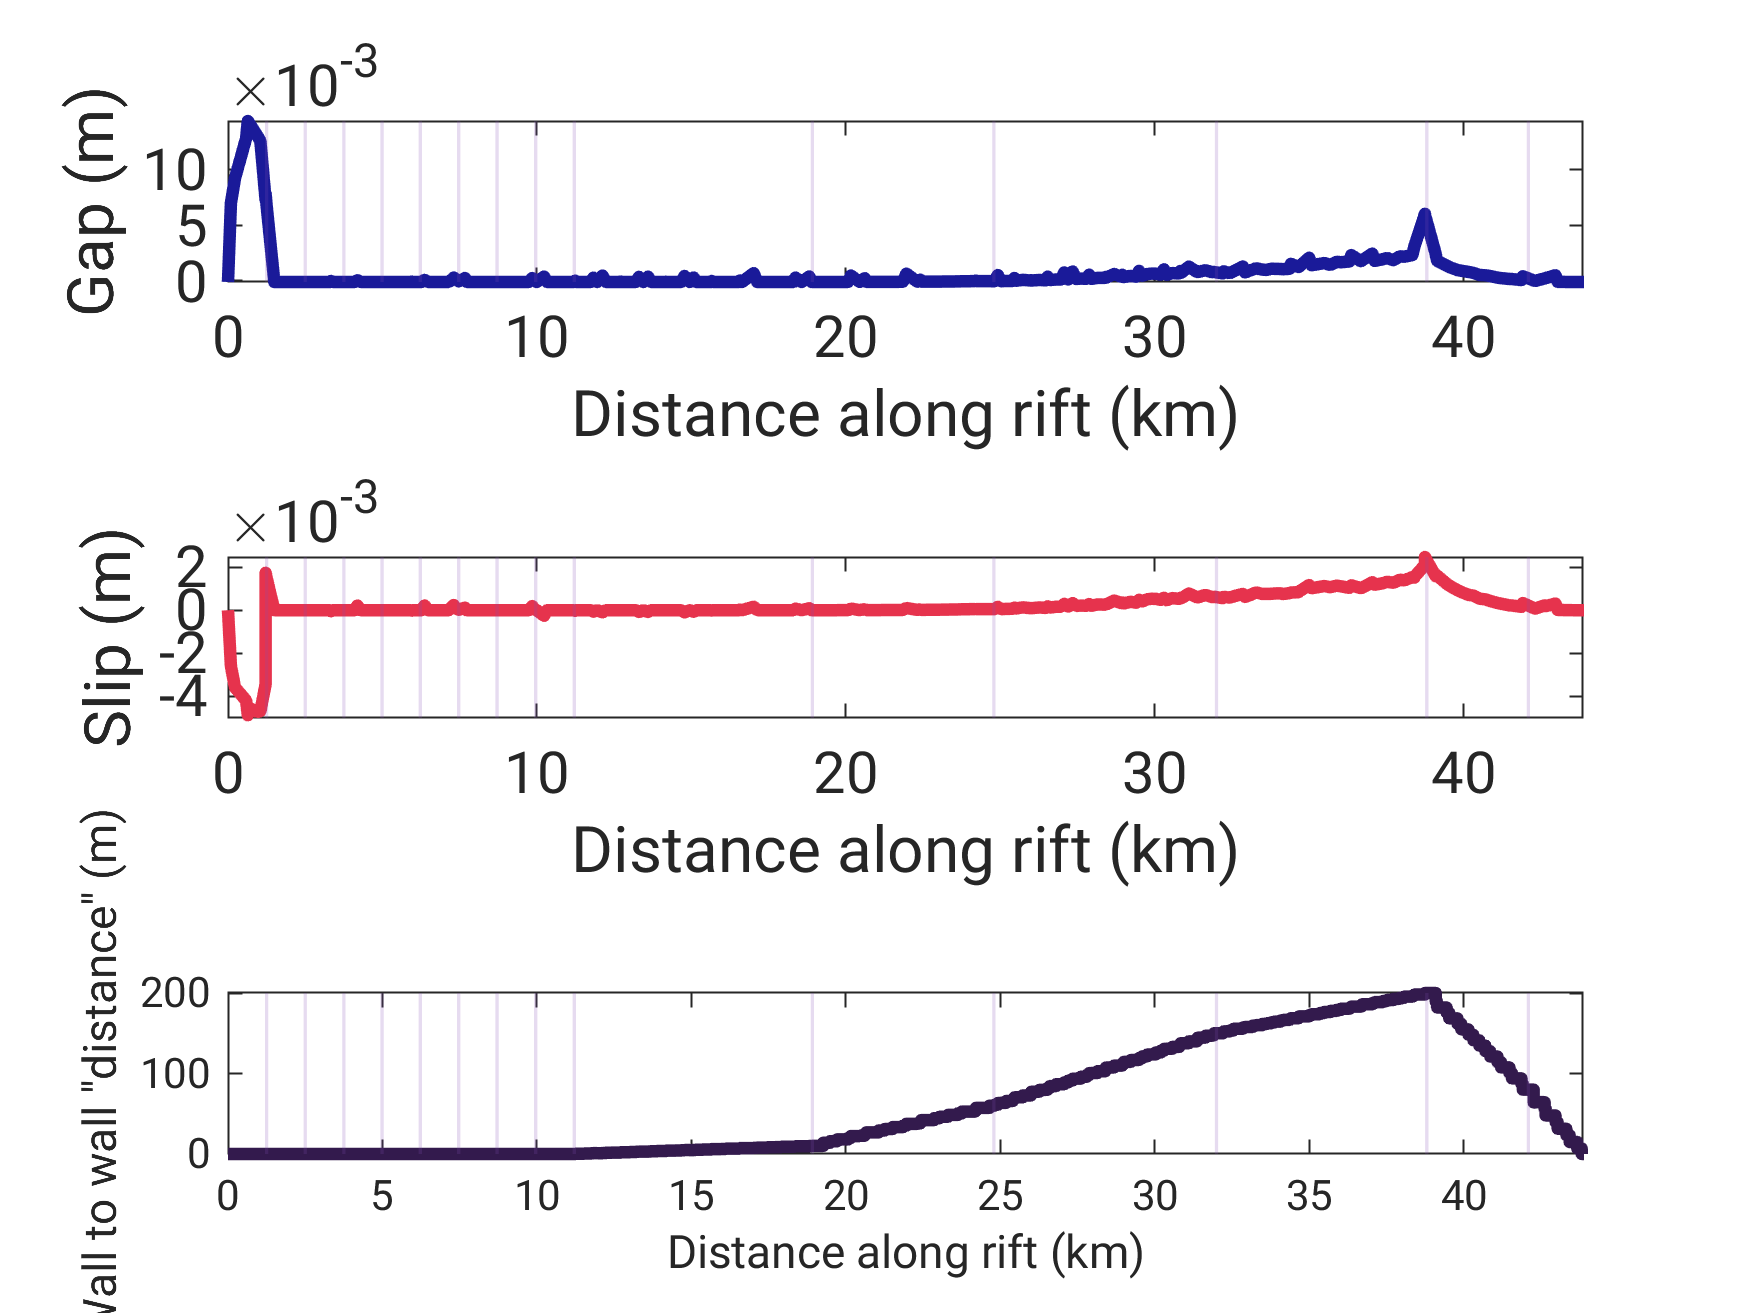 ×10-3
Gap (m)
10
5
0
0 10 20 30 40
Distance along rift (km)
×10-3
Slip (m)
2
0
-2
-4
0 10 20 30 40
Distance along rift (km)
to wall "distance" (m)
200
100
0
0 5 10 15 20 25 30 35 40
Distance along rift (km)